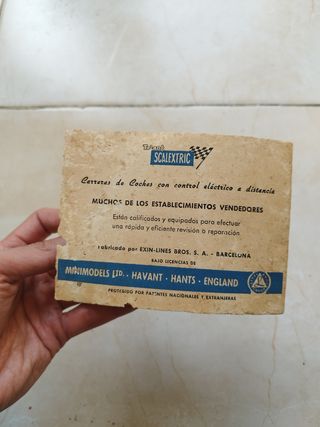 Tri-ang
SCALEXTRIC
Carreras de Coches con control eléctrico a distancia
MUCHOS DE LOS ESTABLECIMIENTOS VENDEDORES
Están calificados y equipados para efectuar
una rápida y eficiente revisión o reparación
Fabricado por EXIN-LINES BROS. S. A. - BARCELONA
BAJO LICENCIAS DE
MINIMODELS LTD. - HAVANT - HANTS - ENGLAND
PROTEGIDO POR PATENTES NACIONALES Y EXTRANJERAS